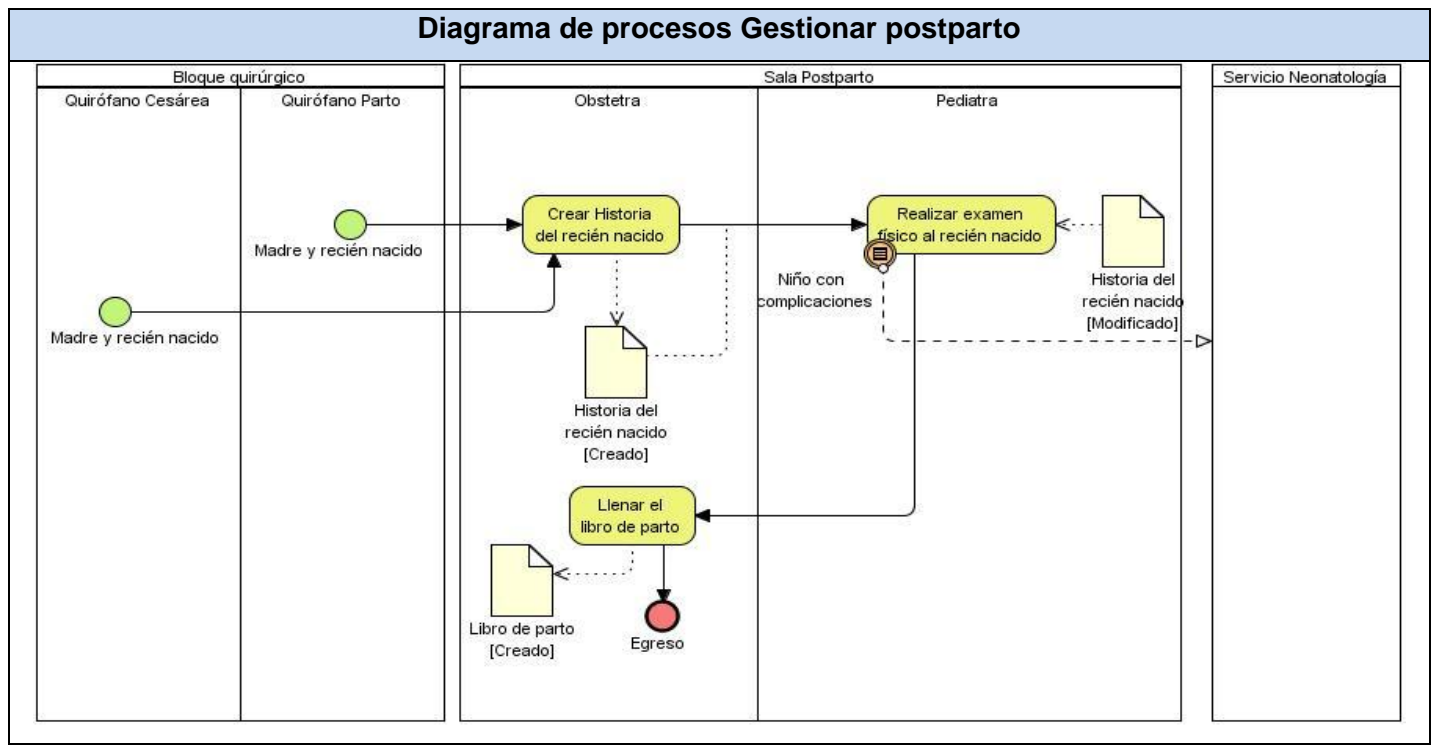 Diagrama de procesos Gestionar postparto
Bloque quirúrgico
Sala Postparto
Servicio Neonatología
Quirófano Cesárea
Quirófano Parto
Obstetra
Pediatra
Crear Historia
del recién nacido
Realizar examen
físico al recién nacido
Madre y recién nacido
Niño con
complicaciones
Historia del
recién nacido
[Modificado]
Madre y recién nacido
Historia del
recién nacido
[Creado]
Llenar el
libro de parto
Libro de parto
[Creado]
Egreso